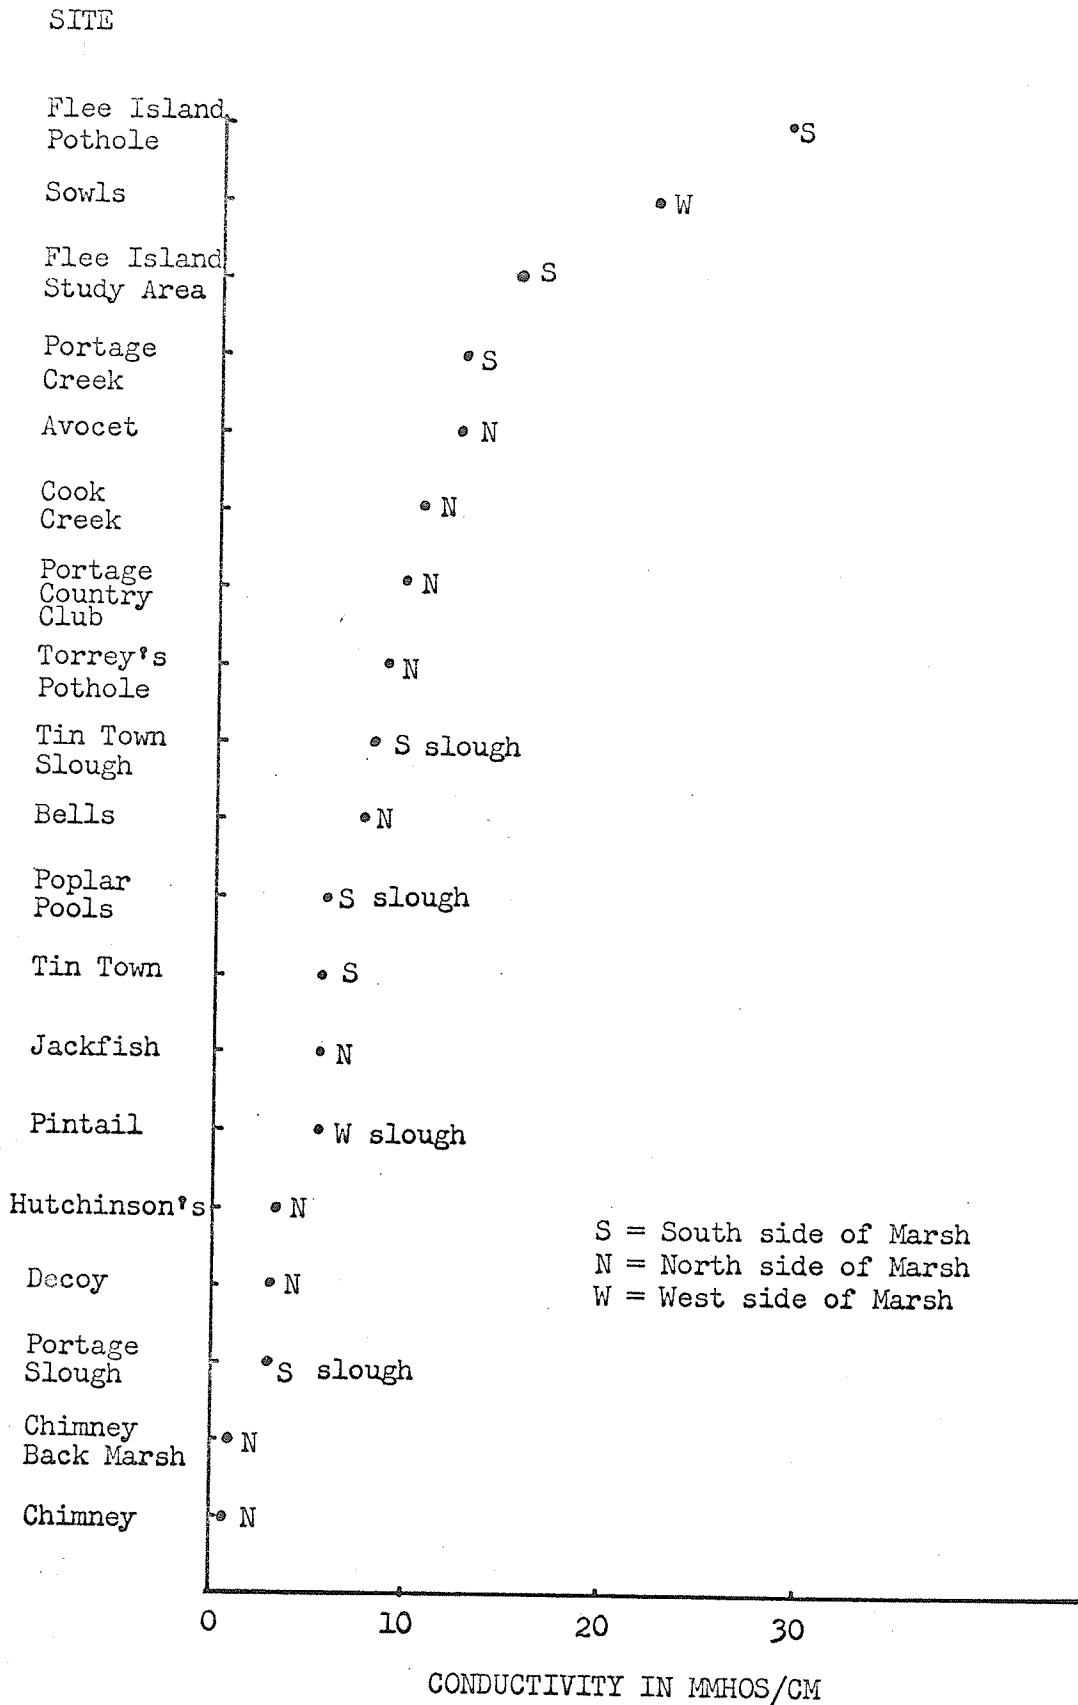 SITE
Flee Island
Pothole
S
Sowls
W
Flee Island
Study Area
S
Portage
Creek
S
Avocet
N
Cook
Creek
N
Portage
Country
Club
N
Torrey's
Pothole
N
Tin Town
Slough
S slough
Bells
N
Poplar
Pools
S slough
Tin Town
S
Jackfish
N
Pintail
W slough
Hutchinson's
N
S = South side of Marsh
N = North side of Marsh
W = West side of Marsh
Decoy
N
Portage
Slough
S slough
Chimney
Back Marsh
N
Chimney
N
0 10 20 30
CONDUCTIVITY IN MMHOS/CM